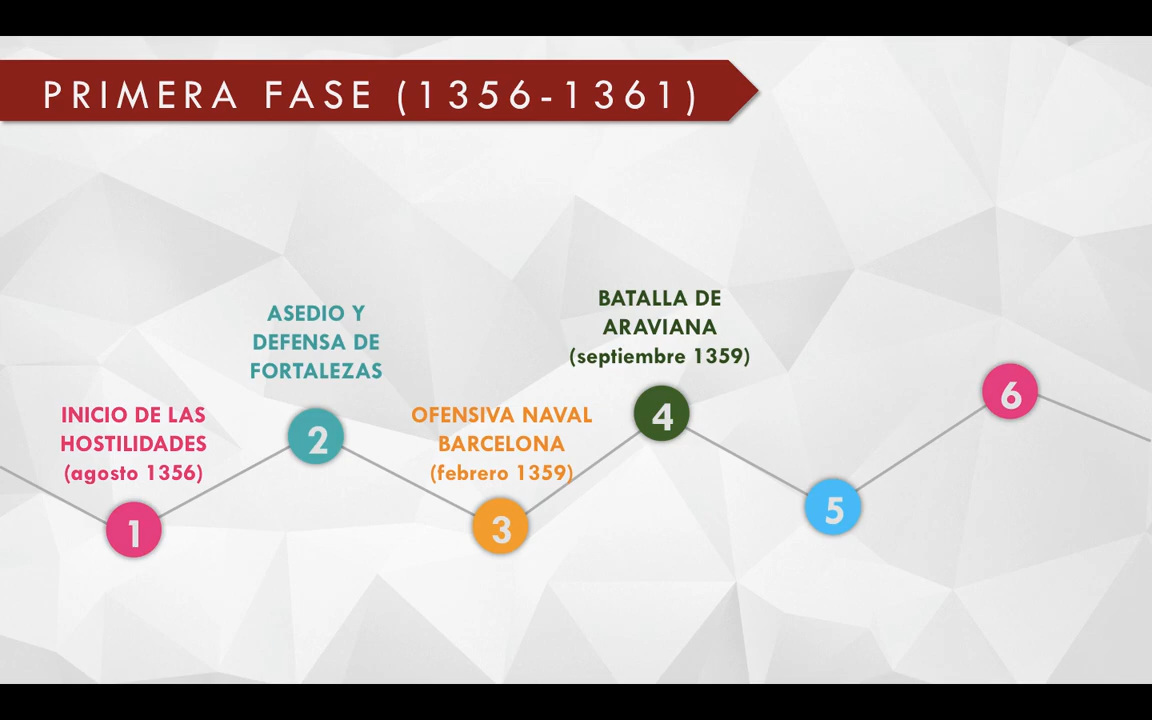 PRIMERA FASE (1356-1361)
INICIO DE LAS
HOSTILIDADES
(agosto 1356)
1
ASEDIO Y
DEFENSA DE
FORTALEZAS
2
OFENSIVA NAVAL
BARCELONA
(febrero 1359)
3
BATALLA DE
ARAVIANA
(septiembre 1359)
4
5
6